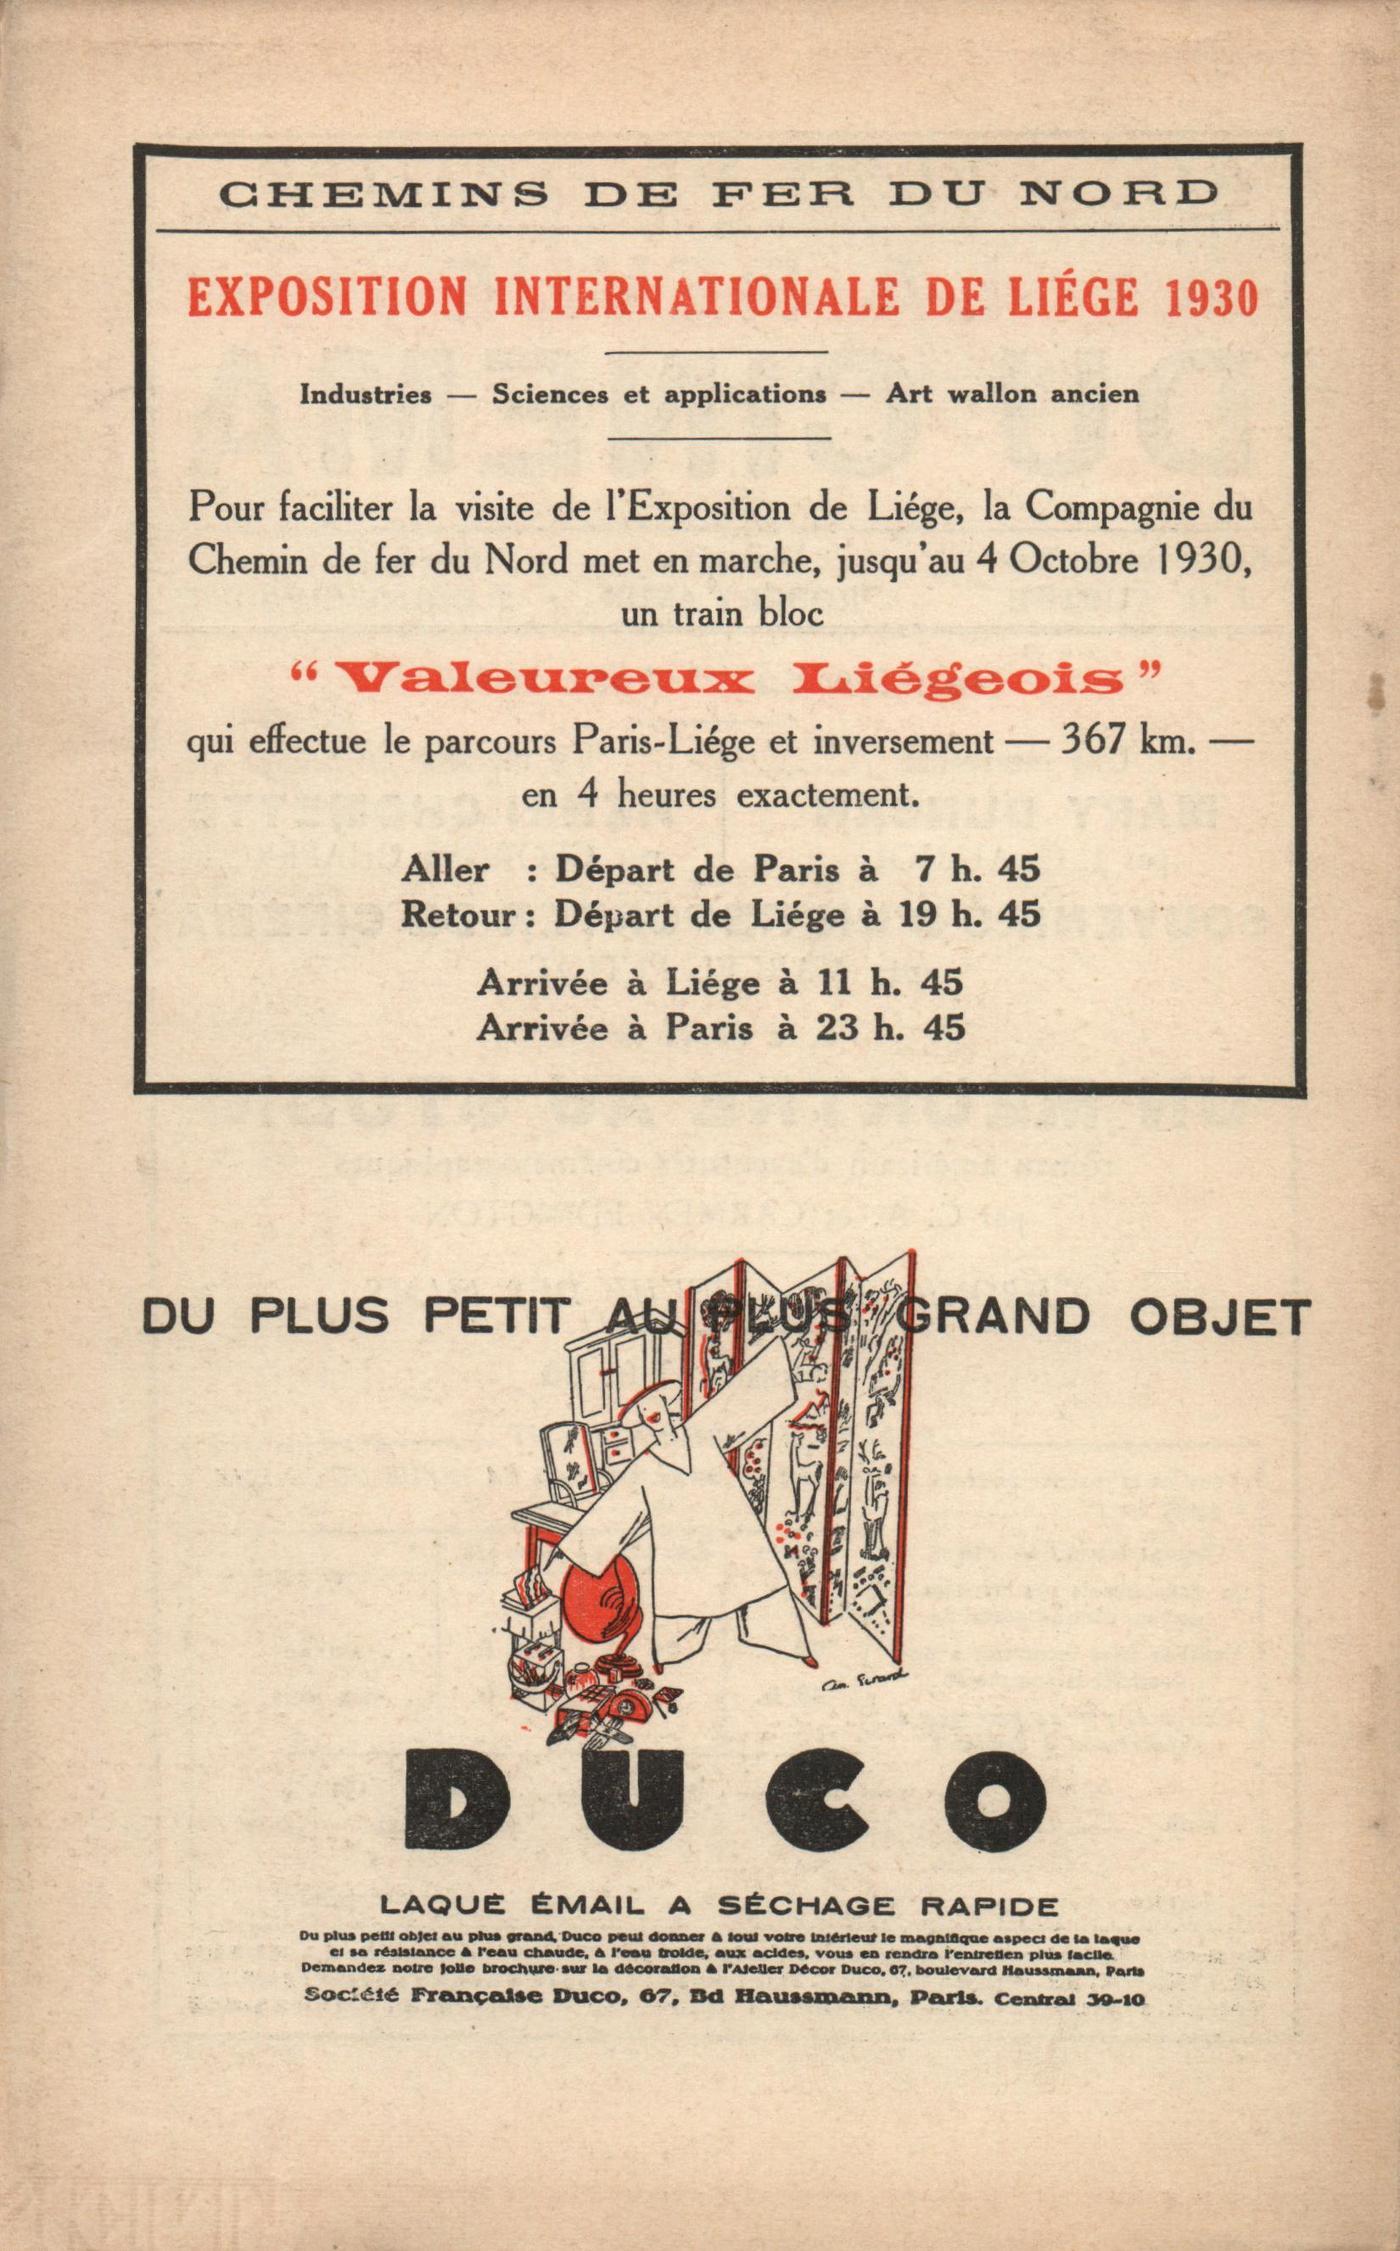 CHEMINS DE FER DU NORD
EXPOSITION INTERNATIONALE DE LIÉGE 1930
Industries — Sciences et applications — Art wallon ancien
Pour faciliter la visite de l'Exposition de Liége, la Compagnie du
Chemin de fer du Nord met en marche, jusqu'au 4 Octobre 1930,
un train bloc
“ Valeureux Liégeois ”
qui effectue le parcours Paris-Liége et inversement — 367 km. —
en 4 heures exactement.
Aller : Départ de Paris à 7 h. 45
Retour : Départ de Liége à 19 h. 45
Arrivée à Liége à 11 h. 45
Arrivée à Paris à 23 h. 45
DU PLUS PETIT AU PLUS GRAND OBJET
DUCO
LAQUE ÉMAIL A SÉCHAGE RAPIDE
Du plus petit objet au plus grand, Duco peut donner à tout votre intérieur le magnifique aspect de la laque
et sa résistance à l'eau chaude, à l'eau froide, aux acides, vous en rendra l'entretien plus facile.
Demandez notre jolie brochure sur la décoration à l'Atelier Décor Duco, 67, boulevard Haussmann, Paris
Société Française Duco, 67, Bd Haussmann, Paris. Central 39-10